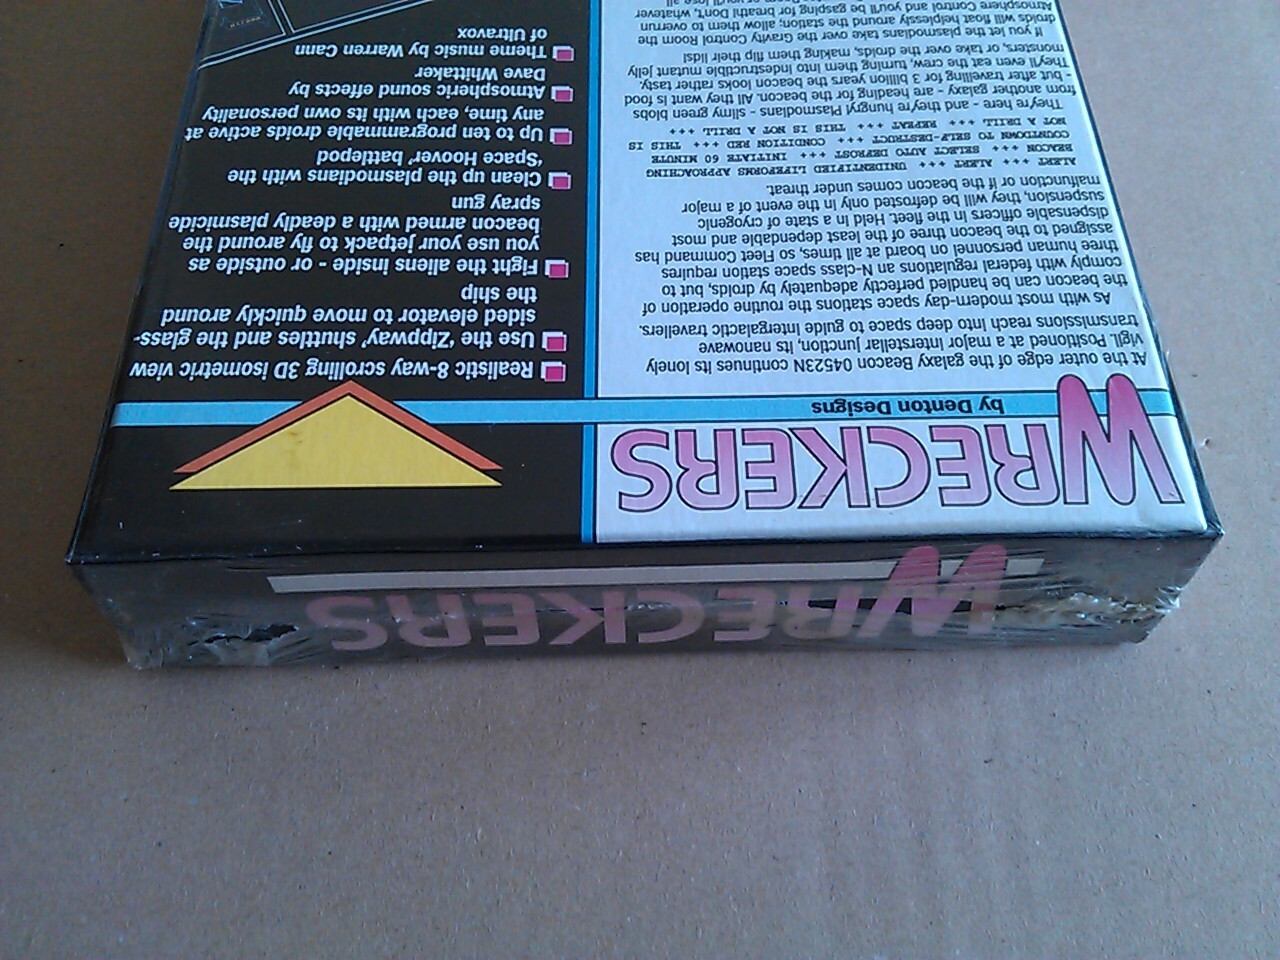 WRECKERS
WRECKERS
by Denton Designs
At the outer edge of the galaxy Beacon 04523N continues its lonely
vigil. Positioned at a major interstellar junction, its nanowave
transmissions reach into deep space to guide intergalactic travellers.
As with most modern-day space stations the routine operation of
the beacon can be handled perfectly adequately by droids, but to
comply with federal regulations an N-class space station requires
three human personnel on board at all times, so Fleet Command has
assigned to the beacon three of the least dependable and most
dispensable officers in the fleet. Held in a state of cryogenic
suspension, they will be defrosted only in the event of a major
malfunction or if the beacon comes under threat.
ALERT +++ ALERT +++ UNIDENTIFIED LIFEFORMS APPROACHING
BEACON +++ SELECT AUTO DEFROST +++ INITIATE 60 MINUTE
COUNTDOWN TO SELF-DESTRUCT +++ CONDITION RED +++ THIS IS
NOT A DRILL +++ REPEAT +++ THIS IS NOT A DRILL +++
They're here - and they're hungry! Plasmodians - slimy green blobs
from another galaxy - are heading for the beacon. All they want is food
- but after travelling for 3 billion years the beacon looks rather tasty.
They'll even eat the crew, turning them into indestructible mutant jelly
monsters, or take over the droids, making them flip their lids!
If you let the plasmodians take over the Gravity Control Room the
droids will float helplessly around the station; allow them to overrun
Atmosphere Control and you'll be gasping for breath! Don't, whatever
Realistic 8-way scrolling 3D isometric view
Use the 'Zippway' shuttles and the glass-
sided elevator to move quickly around
the ship
Fight the aliens inside - or outside as
you use your jetpack to fly around the
beacon armed with a deadly plasmicide
spray gun
Clean up the plasmodians with the
'Space Hoover' battlepod
Up to ten programmable droids active at
any time, each with its own personality
Atmospheric sound effects by
Dave Whittaker
Theme music by Warren Cann
of Ultravox